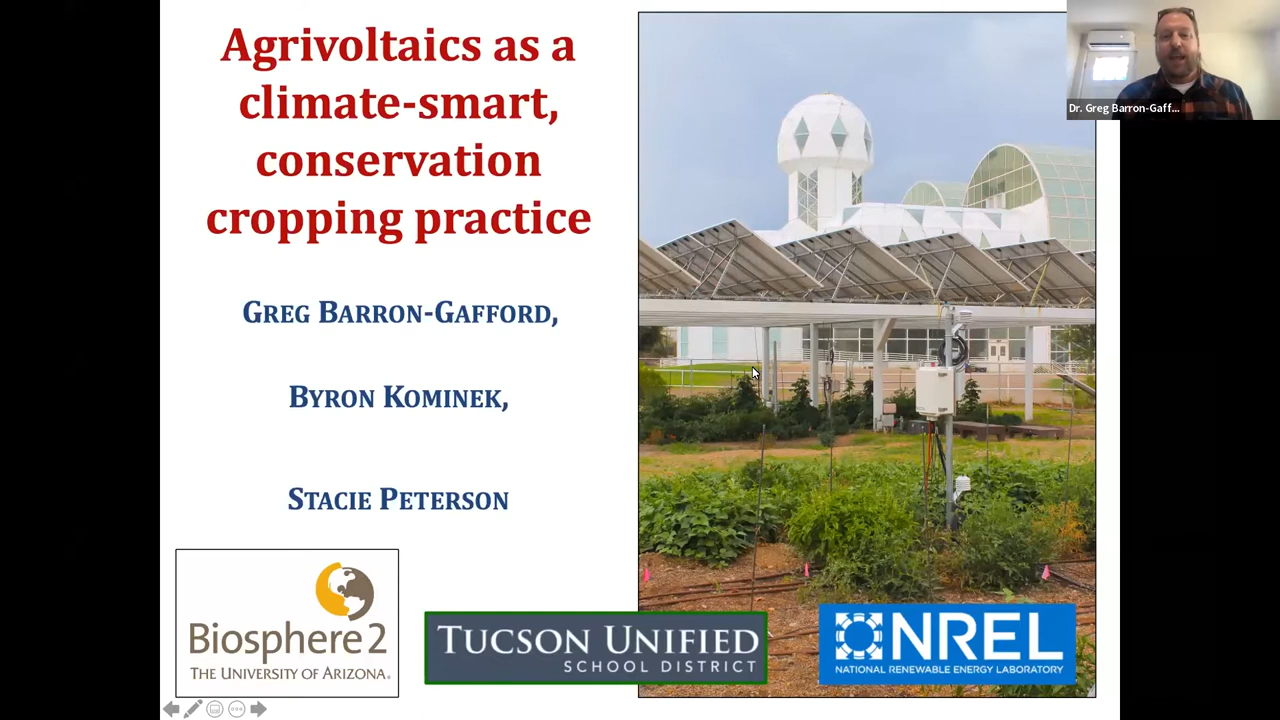 Agrivoltaics as a
climate-smart,
conservation
cropping practice
GREG BARRON-GAFFORD,
BYRON KOMINEK,
STACIE PETERSON
Biosphere 2
THE UNIVERSITY OF ARIZONA.
TUCSON UNIFIED
SCHOOL DISTRICT
NREL
NATIONAL RENEWABLE ENERGY LABORATORY
Dr. Greg Barron-Gaff...